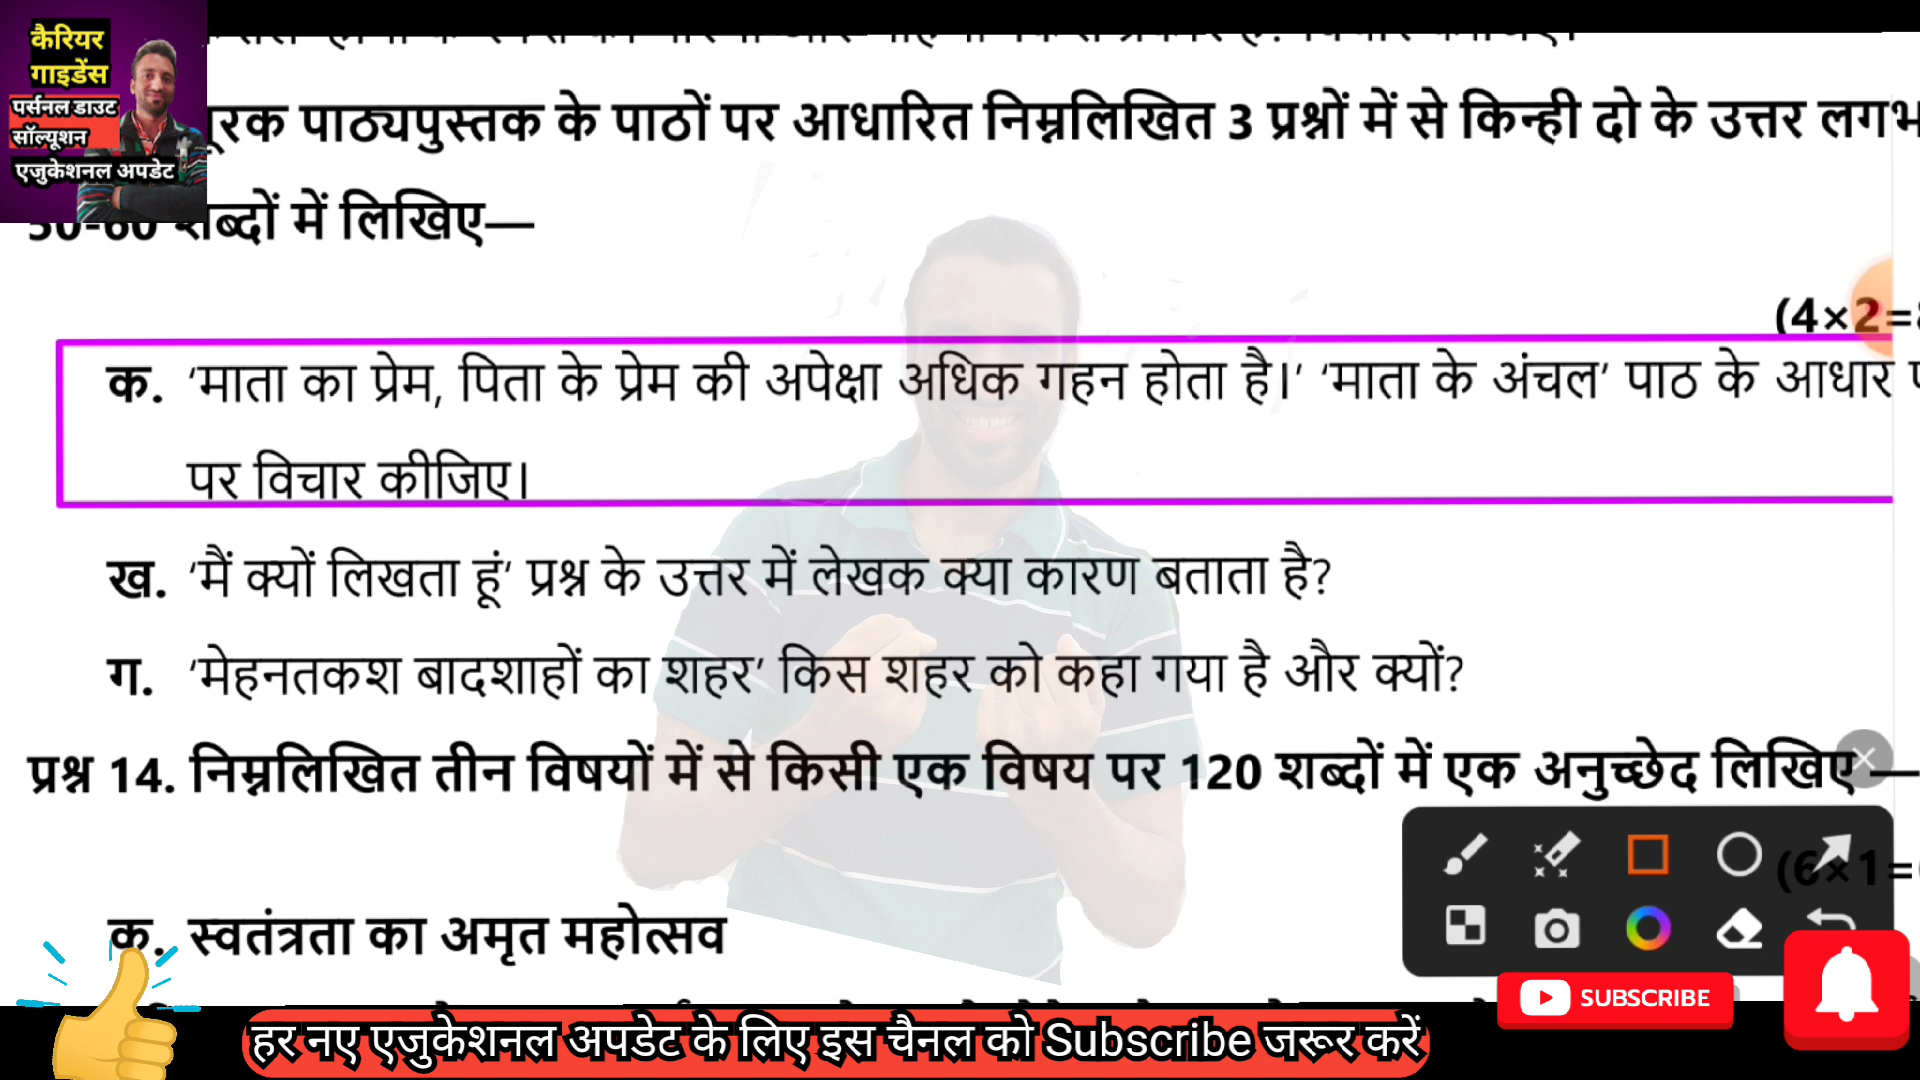 कैरियर
गाइडेंस
पर्सनल डाउट
सॉल्यूशन
एजुकेशनल अपडेट
पाठ्यपुस्तक के पाठों पर आधारित निम्नलिखित 3 प्रश्नों में से किन्ही दो के उत्तर
50-60 शब्दों में लिखिए—
(4×2=
क. ‘माता का प्रेम, पिता के प्रेम की अपेक्षा अधिक गहन होता है।’ ‘माता के अंचल’ पाठ के आधार
पर विचार कीजिए।
ख. ‘मैं क्यों लिखता हूं’ प्रश्न के उत्तर में लेखक क्या कारण बताता है?
ग. ‘मेहनतकश बादशाहों का शहर’ किस शहर को कहा गया है और क्यों?
प्रश्न 14. निम्नलिखित तीन विषयों में से किसी एक विषय पर 120 शब्दों में एक अनुच्छेद लिखिए —
(6×1=
क. स्वतंत्रता का अमृत महोत्सव
SUBSCRIBE
हर नए एजुकेशनल अपडेट के लिए इस चैनल को Subscribe जरूर करें